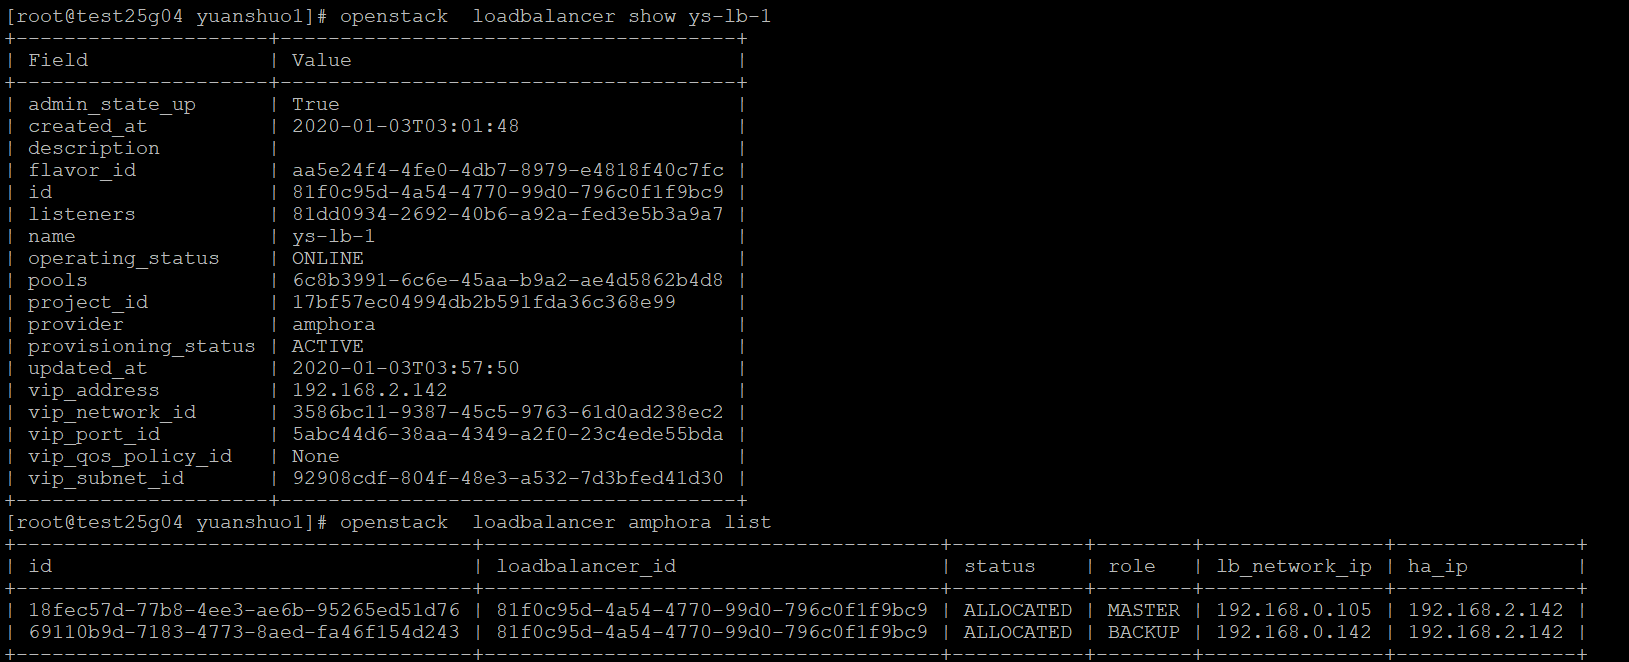 [root@test25g04 yuanshuo1]# openstack  loadbalancer show ys-lb-1
+---------------------+--------------------------------------+
| Field               | Value                                |
+---------------------+--------------------------------------+
| admin_state_up      | True                                 |
| created_at          | 2020-01-03T03:01:48                  |
| description         |                                      |
| flavor_id           | aa5e24f4-4fe0-4db7-8979-e4818f40c7fc |
| id                  | 81f0c95d-4a54-4770-99d0-796c0f1f9bc9 |
| listeners           | 81dd0934-2692-40b6-a92a-fed3e5b3a9a7 |
| name                | ys-lb-1                              |
| operating_status    | ONLINE                               |
| pools               | 6c8b3991-6c6e-45aa-b9a2-ae4d5862b4d8 |
| project_id          | 17bf57ec04994db2b591fda36c368e99     |
| provider            | amphora                              |
| provisioning_status | ACTIVE                               |
| updated_at          | 2020-01-03T03:57:50                  |
| vip_address         | 192.168.2.142                        |
| vip_network_id      | 3586bc11-9387-45c5-9763-61d0ad238ec2 |
| vip_port_id         | 5abc44d6-38aa-4349-a2f0-23c4ede55bda |
| vip_qos_policy_id   | None                                 |
| vip_subnet_id       | 92908cdf-804f-48e3-a532-7d3bfed41d30 |
+---------------------+--------------------------------------+
[root@test25g04 yuanshuo1]# openstack  loadbalancer amphora list
+--------------------------------------+--------------------------------------+-----------+--------+---------------+---------------+
| id                                   | loadbalancer_id                      | status    | role   | lb_network_ip | ha_ip         |
+--------------------------------------+--------------------------------------+-----------+--------+---------------+---------------+
| 18fec57d-77b8-4ee3-ae6b-95265ed51d76 | 81f0c95d-4a54-4770-99d0-796c0f1f9bc9 | ALLOCATED | MASTER | 192.168.0.105 | 192.168.2.142 |
| 69110b9d-7183-4773-8aed-fa46f154d243 | 81f0c95d-4a54-4770-99d0-796c0f1f9bc9 | ALLOCATED | BACKUP | 192.168.0.142 | 192.168.2.142 |
+--------------------------------------+--------------------------------------+-----------+--------+---------------+---------------+